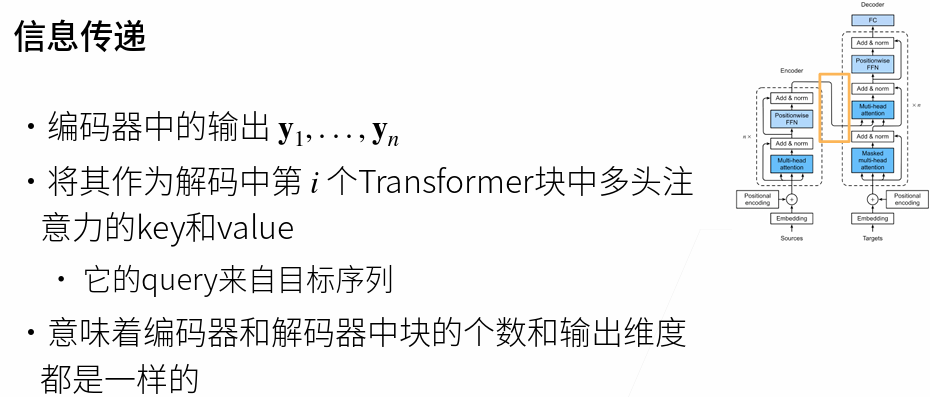 信息传递
• 编码器中的输出 y₁, . . . , yₙ
• 将其作为解码中第 i 个Transformer块中多头注
意力的key和value
• 它的query来自目标序列
• 意味着编码器和解码器中块的个数和输出维度
都是一样的
Decoder
FC
Add & norm
Positionwise
FFN
Add & norm
Multi-head
attention
Add & norm
Masked
multi-head
attention
× n
Encoder
Add & norm
Positionwise
FFN
Add & norm
Multi-head
attention
n ×
Positional
encoding
+
Embedding
Sources
+
Positional
encoding
Embedding
Targets